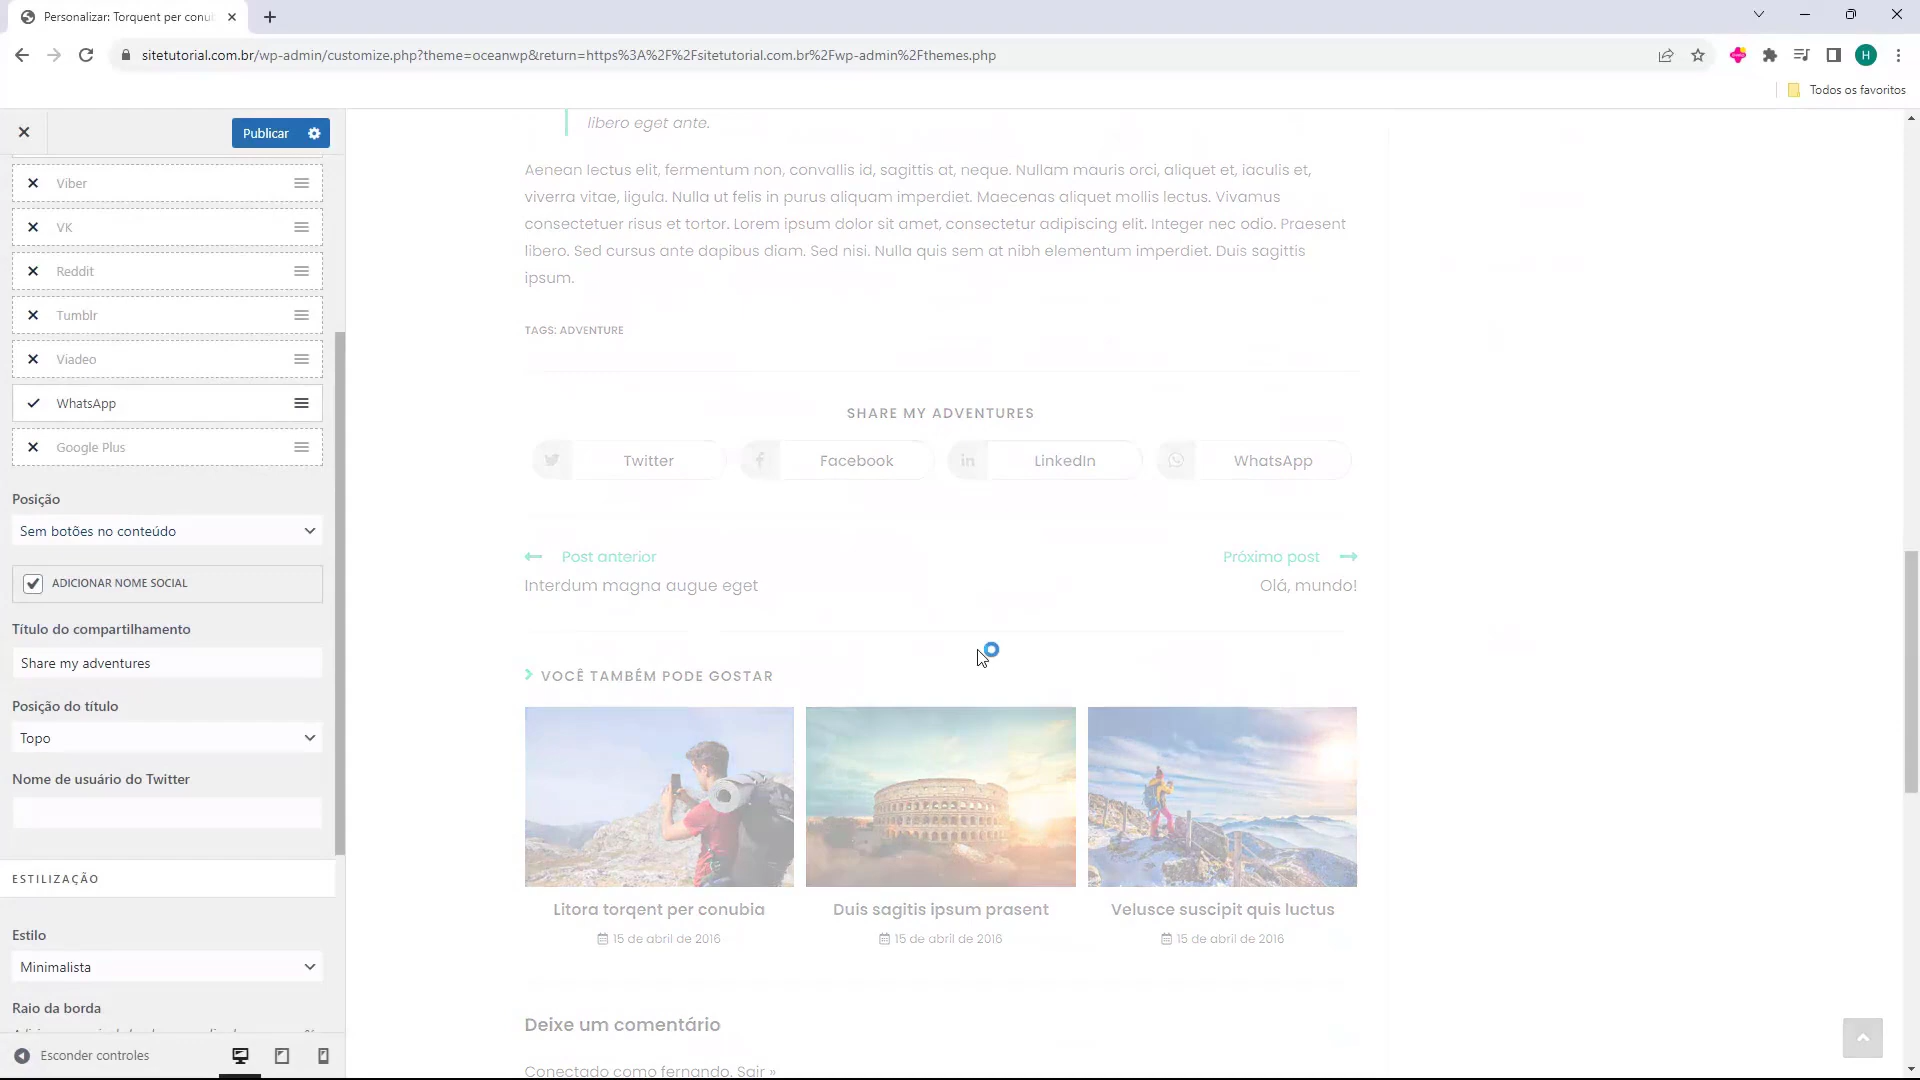 Personalizar: Torquent per conu
sitetutorial.com.br/wp-admin/customize.php?theme=oceanwp&return=https%3A%2F%2Fsitetutorial.com.br%2Fwp-admin%2Fthemes.php
H
Todos os favoritos
Publicar
Viber
VK
Reddit
Tumblr
Viadeo
WhatsApp
Google Plus
Posição
Sem botões no conteúdo
ADICIONAR NOME SOCIAL
Título do compartilhamento
Share my adventures
Posição do título
Topo
Nome de usuário do Twitter
ESTILIZAÇÃO
Estilo
Minimalista
Raio da borda
Esconder controles
libero eget ante.
Aenean lectus elit, fermentum non, convallis id, sagittis at, neque. Nullam mauris orci, aliquet et, iaculis et,
viverra vitae, ligula. Nulla ut felis in purus aliquam imperdiet. Maecenas aliquet mollis lectus. Vivamus
consectetuer risus et tortor. Lorem ipsum dolor sit amet, consectetur adipiscing elit. Integer nec odio. Praesent
libero. Sed cursus ante dapibus diam. Sed nisi. Nulla quis sem at nibh elementum imperdiet. Duis sagittis
ipsum.
TAGS: ADVENTURE
SHARE MY ADVENTURES
Twitter
Facebook
LinkedIn
WhatsApp
Post anterior
Interdum magna augue eget
Próximo post
Olá, mundo!
VOCÊ TAMBÉM PODE GOSTAR
Litora torqent per conubia
15 de abril de 2016
Duis sagitis ipsum prasent
15 de abril de 2016
Velusce suscipit quis luctus
15 de abril de 2016
Deixe um comentário
Conectado como fernando. Sair »